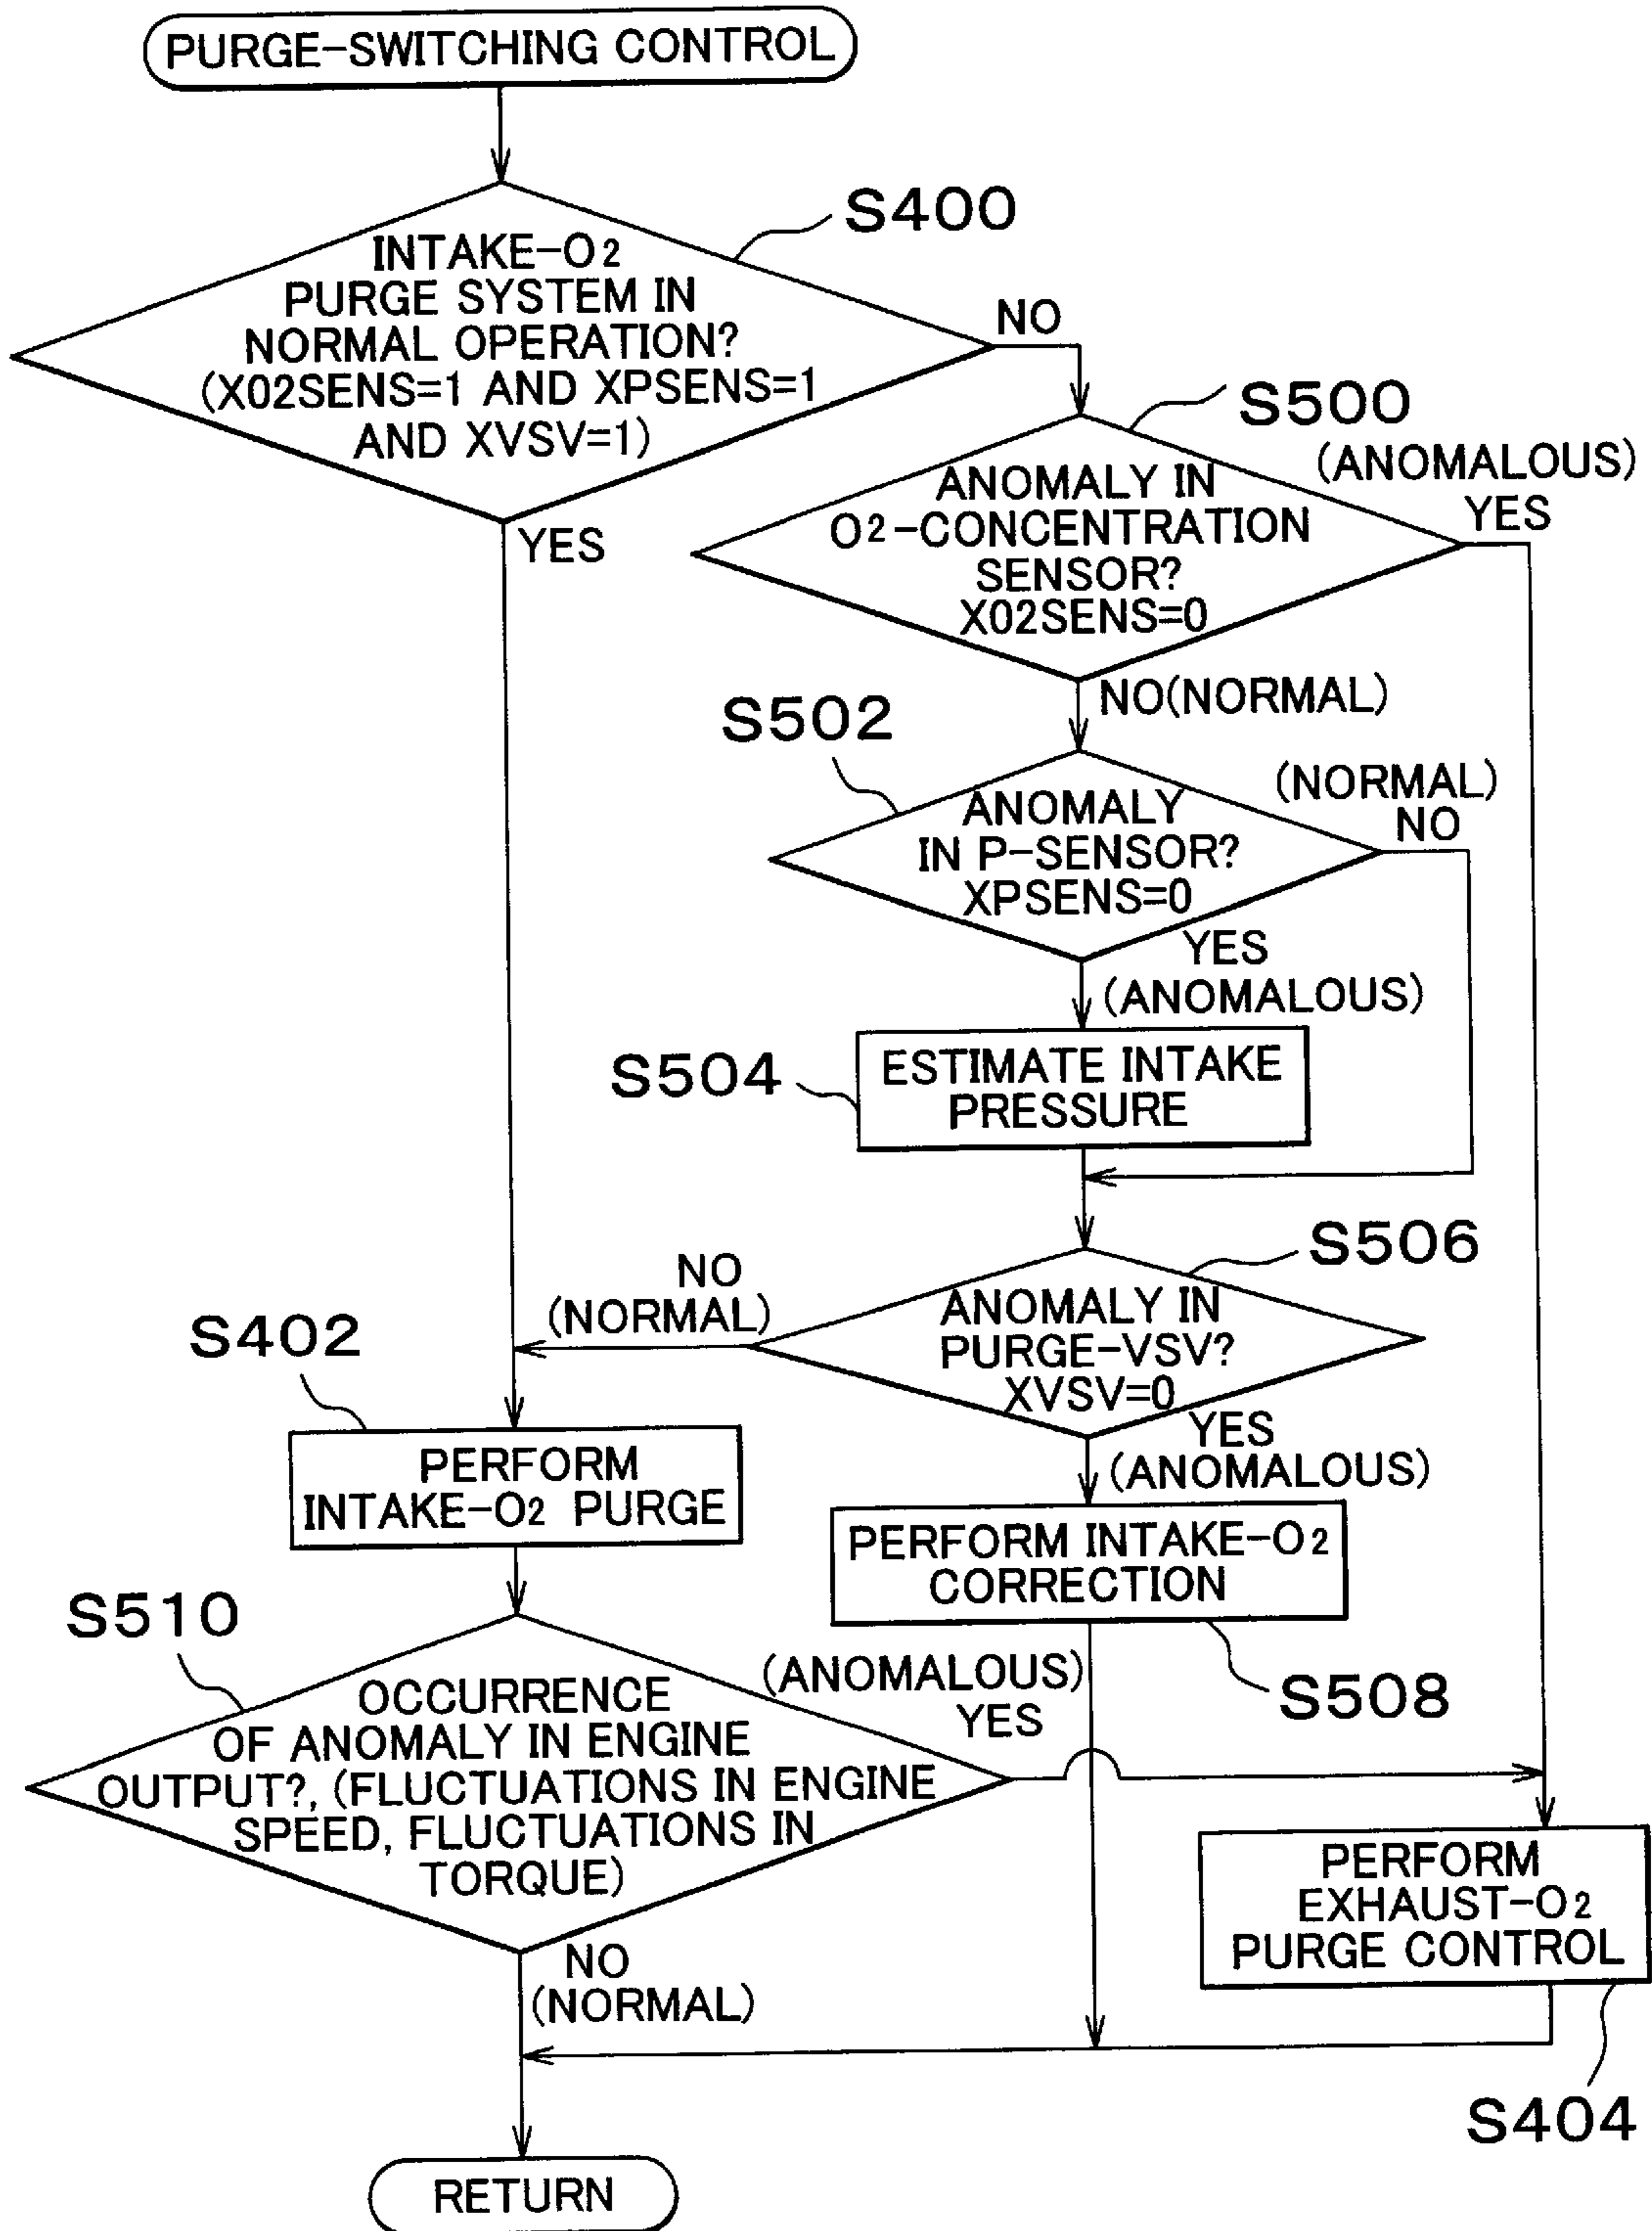 PURGE-SWITCHING CONTROL
S400
INTAKE-O2
PURGE SYSTEM IN
NORMAL OPERATION?
(X02SENS=1 AND XPSENS=1
AND XVSV=1)
NO
YES
S500
(ANOMALOUS)
YES
ANOMALY IN
O2-CONCENTRATION
SENSOR?
X02SENS=0
NO(NORMAL)
S502
(NORMAL)
NO
ANOMALY
IN P-SENSOR?
XPSENS=0
YES
(ANOMALOUS)
S504
ESTIMATE INTAKE
PRESSURE
S506
NO
(NORMAL)
ANOMALY IN
PURGE-VSV?
XVSV=0
YES
(ANOMALOUS)
S402
PERFORM
INTAKE-O2 PURGE
PERFORM INTAKE-O2
CORRECTION
S508
S510
(ANOMALOUS)
YES
OCCURRENCE
OF ANOMALY IN ENGINE
OUTPUT?, (FLUCTUATIONS IN ENGINE
SPEED, FLUCTUATIONS IN
TORQUE)
NO
(NORMAL)
PERFORM
EXHAUST-O2
PURGE CONTROL
S404
RETURN